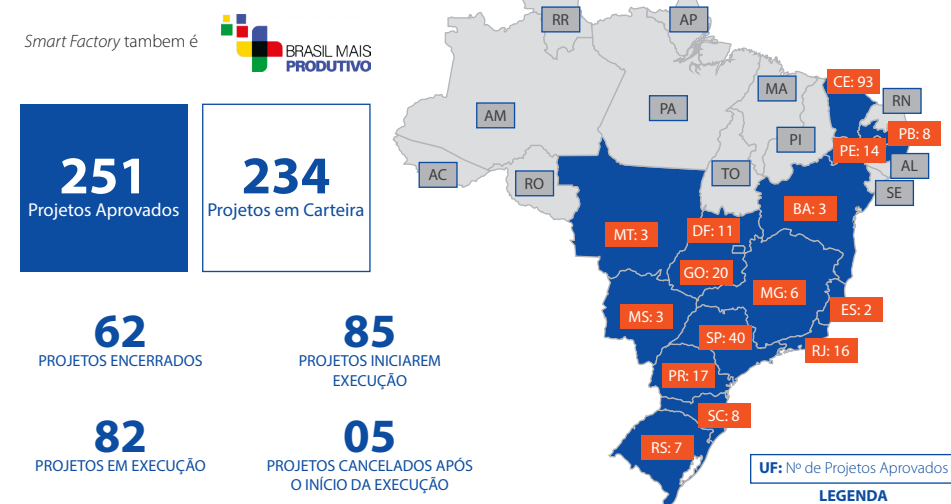 Smart Factory tambem é
BRASIL MAIS
PRODUTIVO
251
Projetos Aprovados
234
Projetos em Carteira
62
PROJETOS ENCERRADOS
85
PROJETOS INICIAREM
EXECUÇÃO
82
PROJETOS EM EXECUÇÃO
05
PROJETOS CANCELADOS APÓS
O INÍCIO DA EXECUÇÃO
RR
AP
AM
PA
MA
CE: 93
RN
PI
PB: 8
PE: 14
AL
AC
RO
TO
SE
BA: 3
MT: 3
DF: 11
GO: 20
MG: 6
MS: 3
ES: 2
SP: 40
RJ: 16
PR: 17
SC: 8
RS: 7
UF: Nº de Projetos Aprovados
LEGENDA